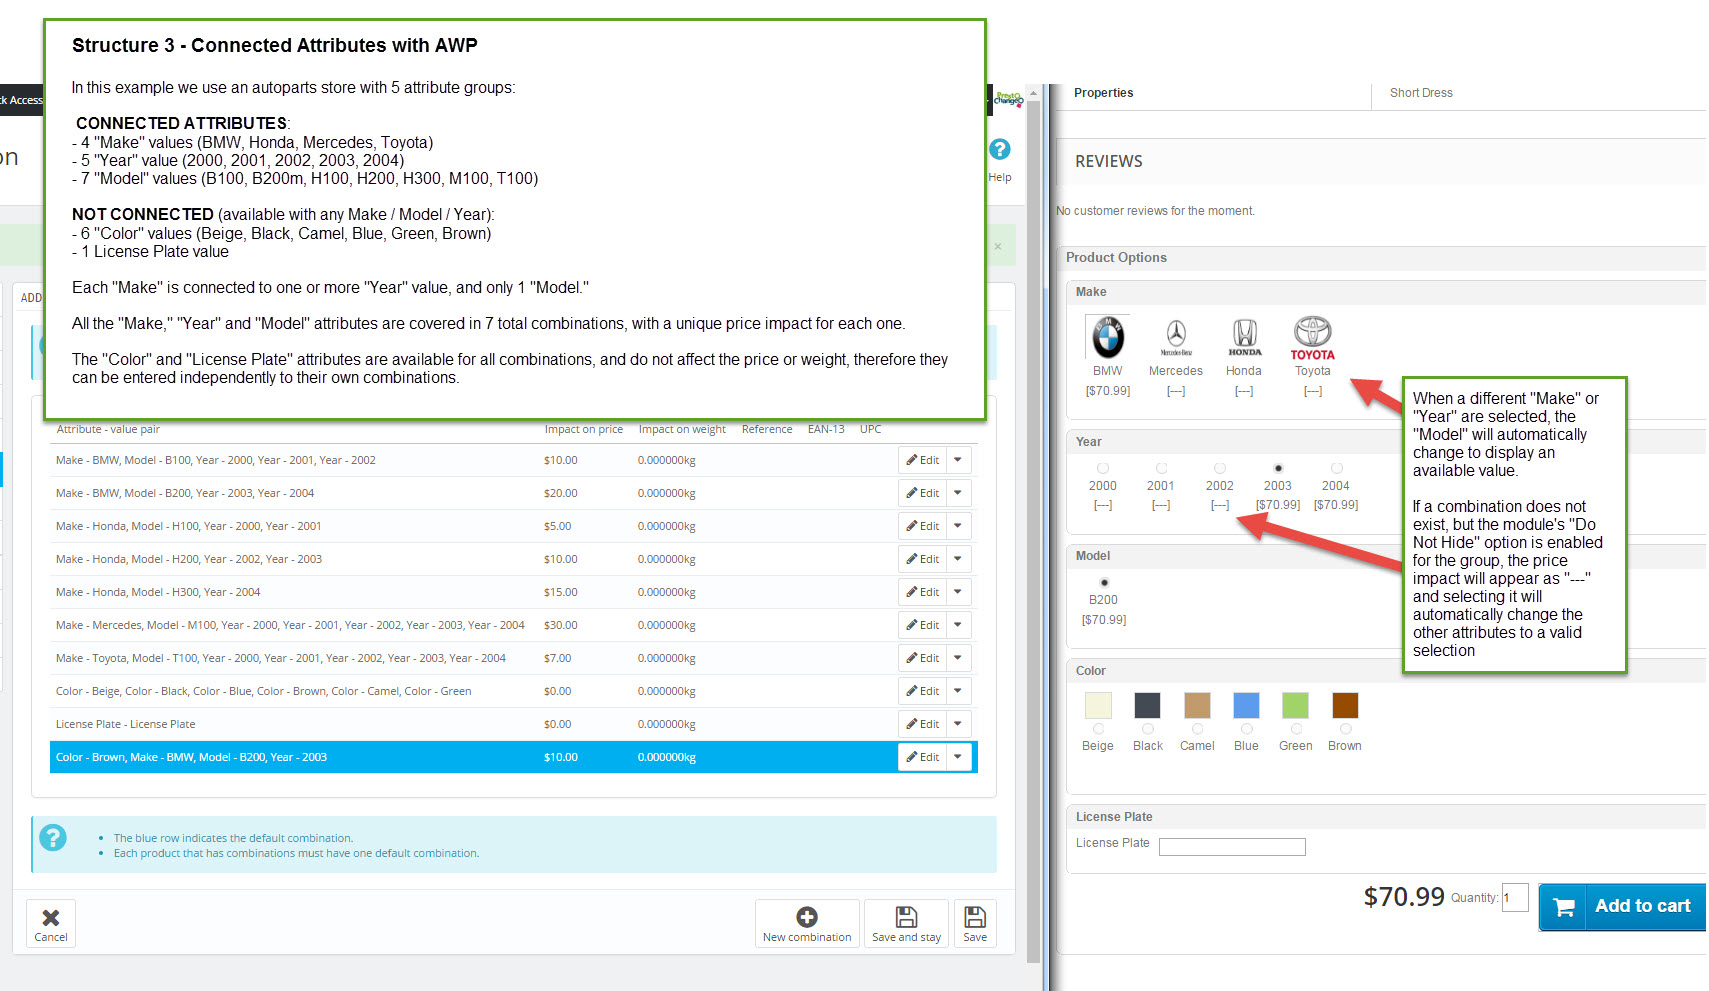 Structure 3 - Connected Attributes with AWP
In this example we use an autoparts store with 5 attribute groups:
CONNECTED ATTRIBUTES:
- 4 "Make" values (BMW, Honda, Mercedes, Toyota)
- 5 "Year" value (2000, 2001, 2002, 2003, 2004)
- 7 "Model" values (B100, B200m, H100, H200, H300, M100, T100)
NOT CONNECTED (available with any Make / Model / Year):
- 6 "Color" values (Beige, Black, Camel, Blue, Green, Brown)
- 1 License Plate value
Each "Make" is connected to one or more "Year" value, and only 1 "Model."
All the "Make," "Year" and "Model" attributes are covered in 7 total combinations, with a unique price impact for each one.
The "Color" and "License Plate" attributes are available for all combinations, and do not affect the price or weight, therefore they
can be entered independently to their own combinations.
ck Access
on
ADD
Presto
ChangeO
Help
×
Attribute - value pair Impact on price Impact on weight Reference EAN-13 UPC
Make - BMW, Model - B100, Year - 2000, Year - 2001, Year - 2002 $10.00 0.000000kg Edit
Make - BMW, Model - B200, Year - 2003, Year - 2004 $20.00 0.000000kg Edit
Make - Honda, Model - H100, Year - 2000, Year - 2001 $5.00 0.000000kg Edit
Make - Honda, Model - H200, Year - 2002, Year - 2003 $10.00 0.000000kg Edit
Make - Honda, Model - H300, Year - 2004 $15.00 0.000000kg Edit
Make - Mercedes, Model - M100, Year - 2000, Year - 2001, Year - 2002, Year - 2003, Year - 2004 $30.00 0.000000kg Edit
Make - Toyota, Model - T100, Year - 2000, Year - 2001, Year - 2002, Year - 2003, Year - 2004 $7.00 0.000000kg Edit
Color - Beige, Color - Black, Color - Blue, Color - Brown, Color - Camel, Color - Green $0.00 0.000000kg Edit
License Plate - License Plate $0.00 0.000000kg Edit
Color - Brown, Make - BMW, Model - B200, Year - 2003 $10.00 0.000000kg Edit
?
• The blue row indicates the default combination.
• Each product that has combinations must have one default combination.
Cancel New combination Save and stay Save
Properties Short Dress
REVIEWS
No customer reviews for the moment.
Product Options
Make
BMW
Mercedes-Benz HONDA TOYOTA
BMW Mercedes Honda Toyota
[$70.99] [---] [---] [---]
Year
2000 2001 2002 2003 2004
[---] [---] [---] [$70.99] [$70.99]
Model
B200
[$70.99]
When a different "Make" or
"Year" are selected, the
"Model" will automatically
change to display an
available value.
If a combination does not
exist, but the module's "Do
Not Hide" option is enabled
for the group, the price
impact will appear as "---"
and selecting it will
automatically change the
other attributes to a valid
selection
Color
Beige Black Camel Blue Green Brown
License Plate
License Plate
$70.99 Quantity: 1 Add to cart